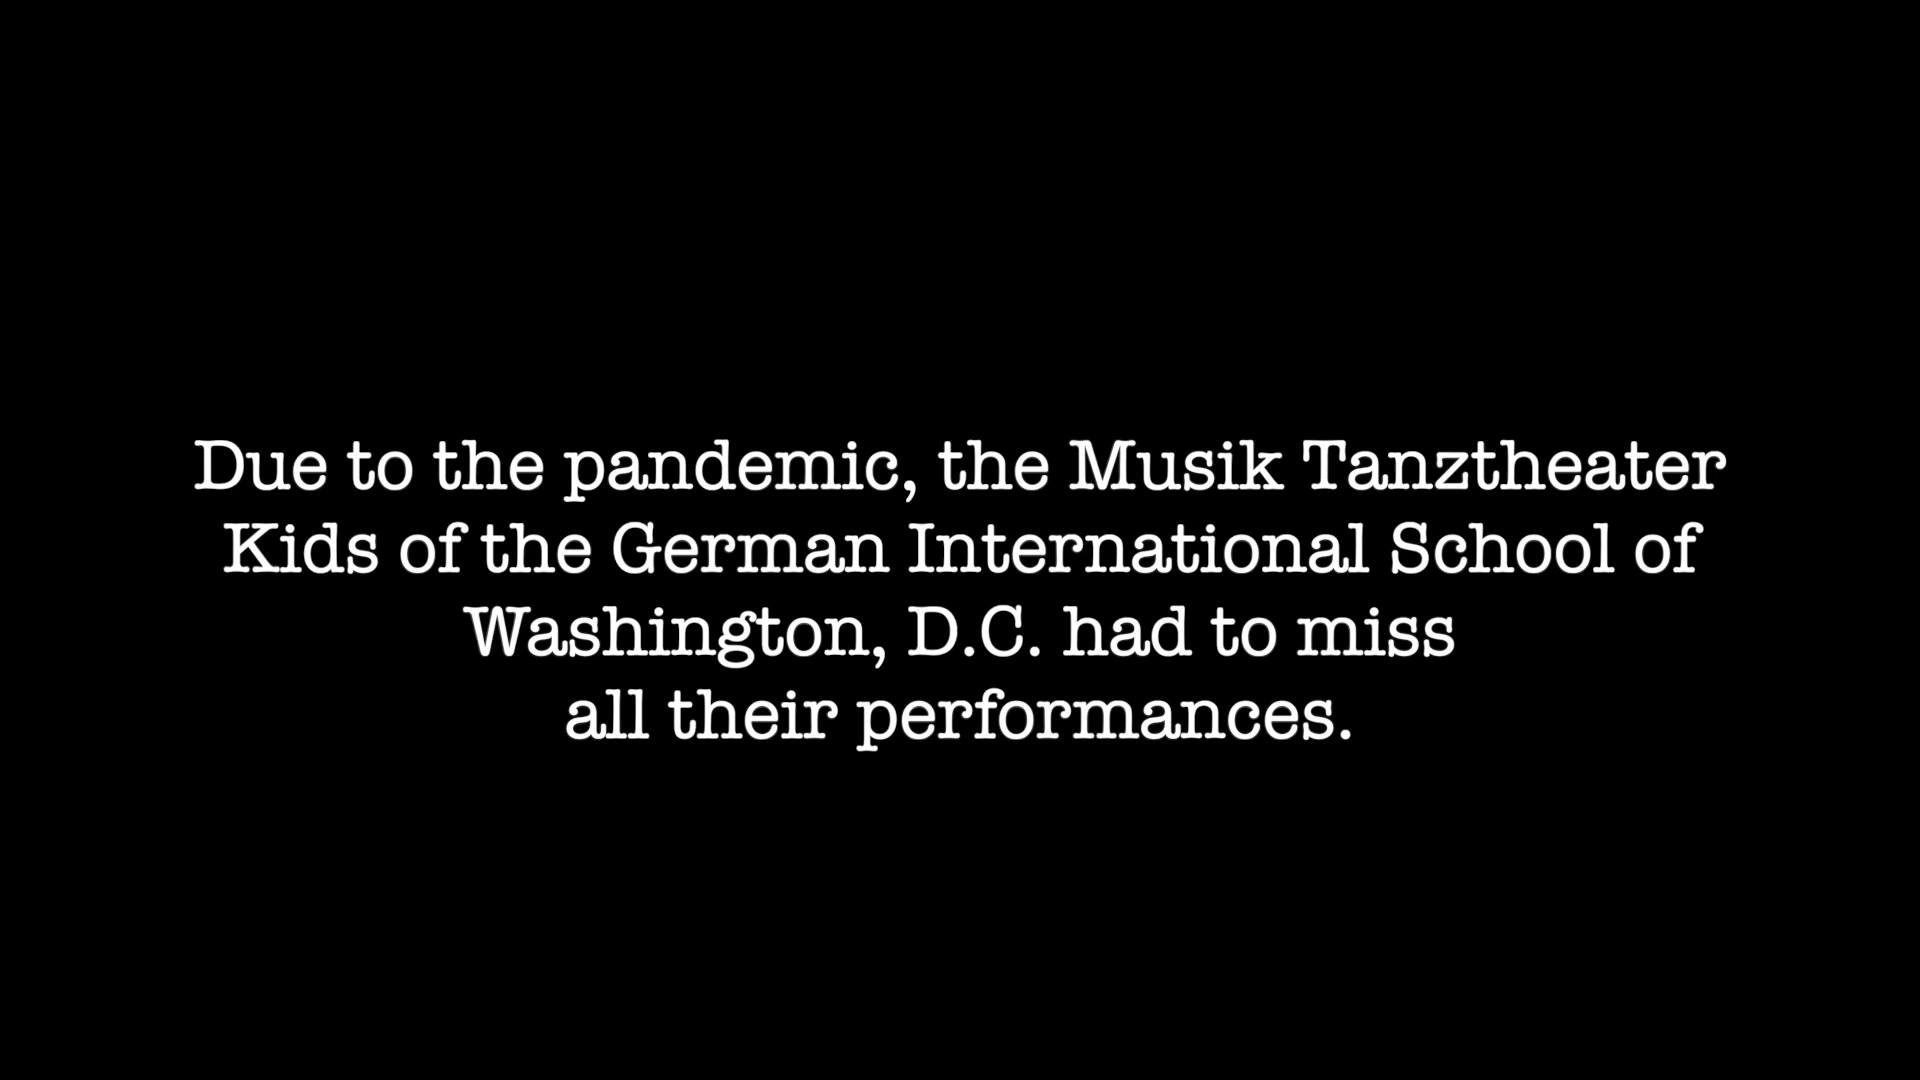 Due to the pandemic, the Musik Tanztheater
Kids of the German International School of
Washington, D.C. had to miss
all their performances.